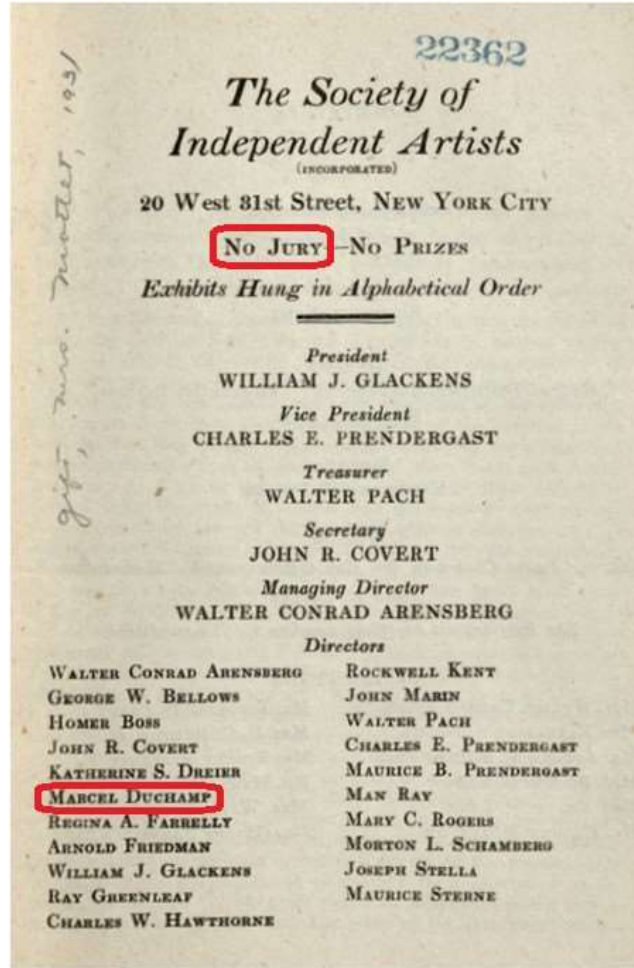 22362
The Society of
Independent Artists
(INCORPORATED)
20 West 31st Street, NEW YORK CITY
NO JURY—NO PRIZES
Exhibits Hung in Alphabetical Order
President
WILLIAM J. GLACKENS
Vice President
CHARLES E. PRENDERGAST
Treasurer
WALTER PACH
Secretary
JOHN R. COVERT
Managing Director
WALTER CONRAD ARENSBERG
Directors
WALTER CONRAD ARENSBERG
GEORGE W. BELLOWS
HOMER BOSS
JOHN R. COVERT
KATHERINE S. DREIER
MARCEL DUCHAMP
REGINA A. FARRELLY
ARNOLD FRIEDMAN
WILLIAM J. GLACKENS
RAY GREENLEAF
CHARLES W. HAWTHORNE
ROCKWELL KENT
JOHN MARIN
WALTER PACH
CHARLES E. PRENDERGAST
MAURICE B. PRENDERGAST
MAN RAY
MARY C. ROGERS
MORTON L. SCHAMBERG
JOSEPH STELLA
MAURICE STERNE
gift, mrs. 1931